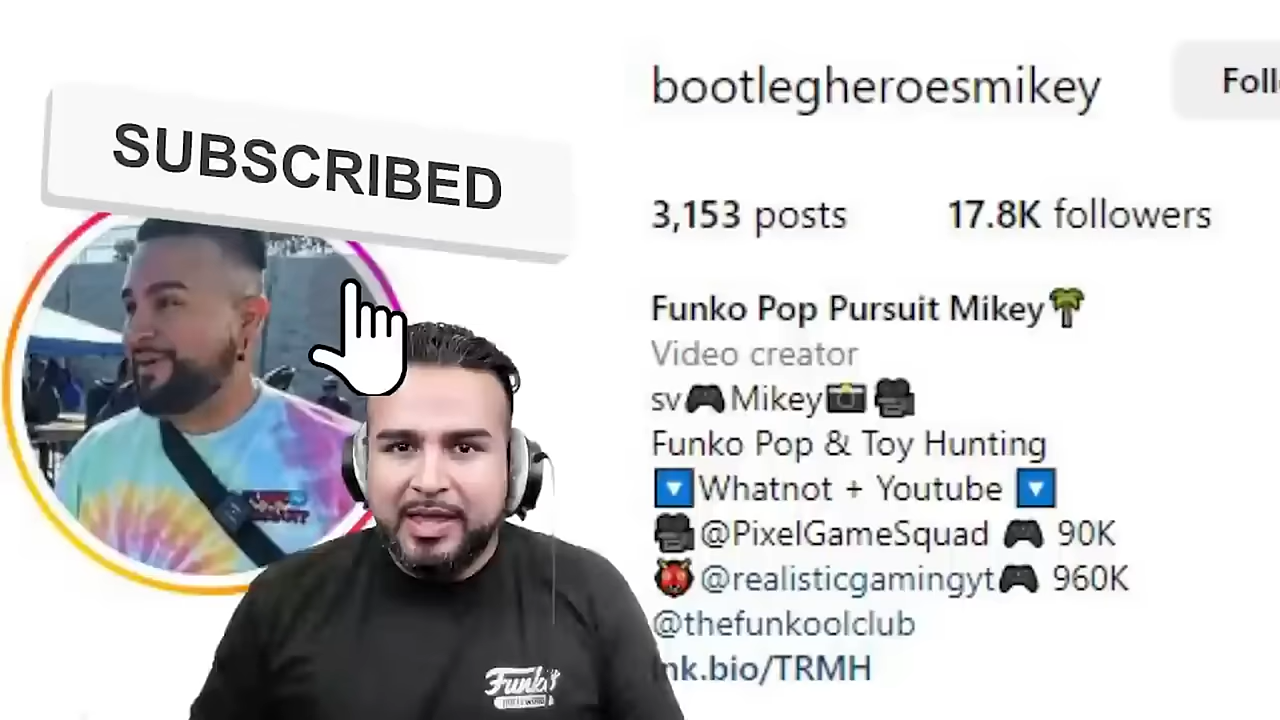 SUBSCRIBED
bootlegheroesmikey
3,153 posts
17.8K followers
Funko Pop Pursuit Mikey
Video creator
sv🎮Mikey📷🎥
Funko Pop & Toy Hunting
🔽Whatnot + Youtube 🔽
🎥@PixelGameSquad 🎮 90K
👹@realisticgamingyt🎮 960K
@thefunkoolclub
nk.bio/TRMH
Funko
HOLLYWOOD